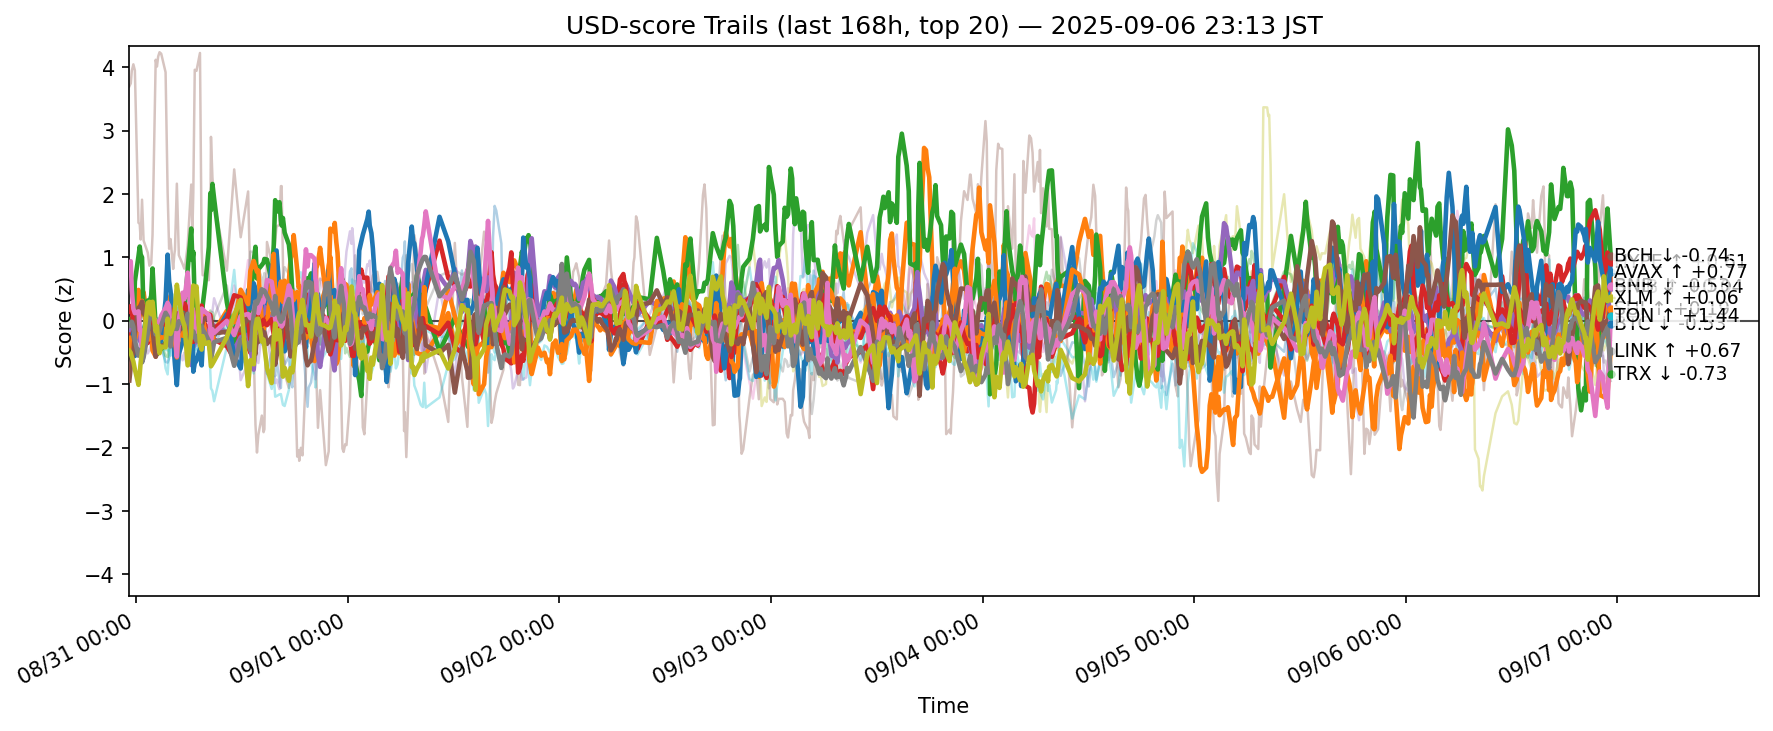 USD-score Trails (last 168h, top 20) — 2025-09-06 23:13 JST
Score (z)
4
3
2
1
0
−1
−2
−3
−4
BCH ↓ -0.74
AVAX ↑ +0.77
XLM ↑ +0.06
TON ↑ +1.44
BTC ↓ -0.53
LINK ↑ +0.67
TRX ↓ -0.73
08/31 00:00
09/01 00:00
09/02 00:00
09/03 00:00
09/04 00:00
09/05 00:00
09/06 00:00
09/07 00:00
Time